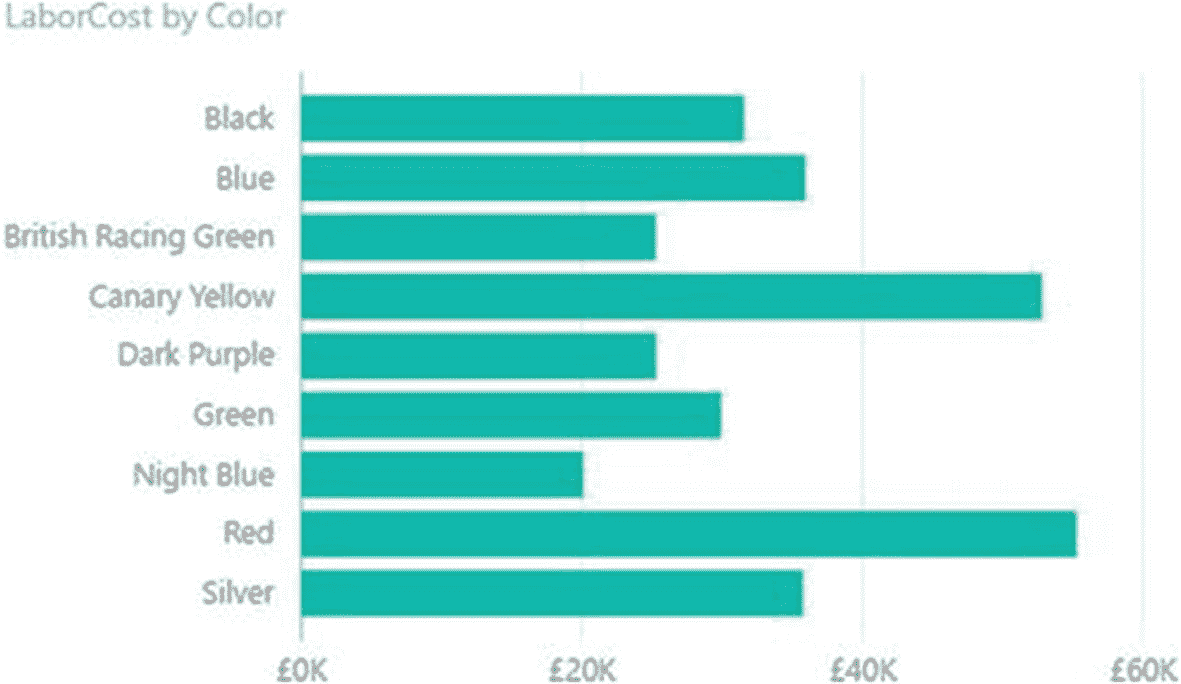 LaborCost by Color
Black
Blue
British Racing Green
Canary Yellow
Dark Purple
Green
Night Blue
Red
Silver
£0K £20K £40K £60K